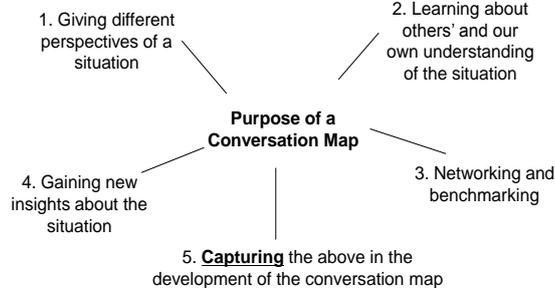 1. Giving different
perspectives of a
situation
2. Learning about
others’ and our
own understanding
of the situation
Purpose of a
Conversation Map
3. Networking and
benchmarking
4. Gaining new
insights about the
situation
5. Capturing the above in the
development of the conversation map